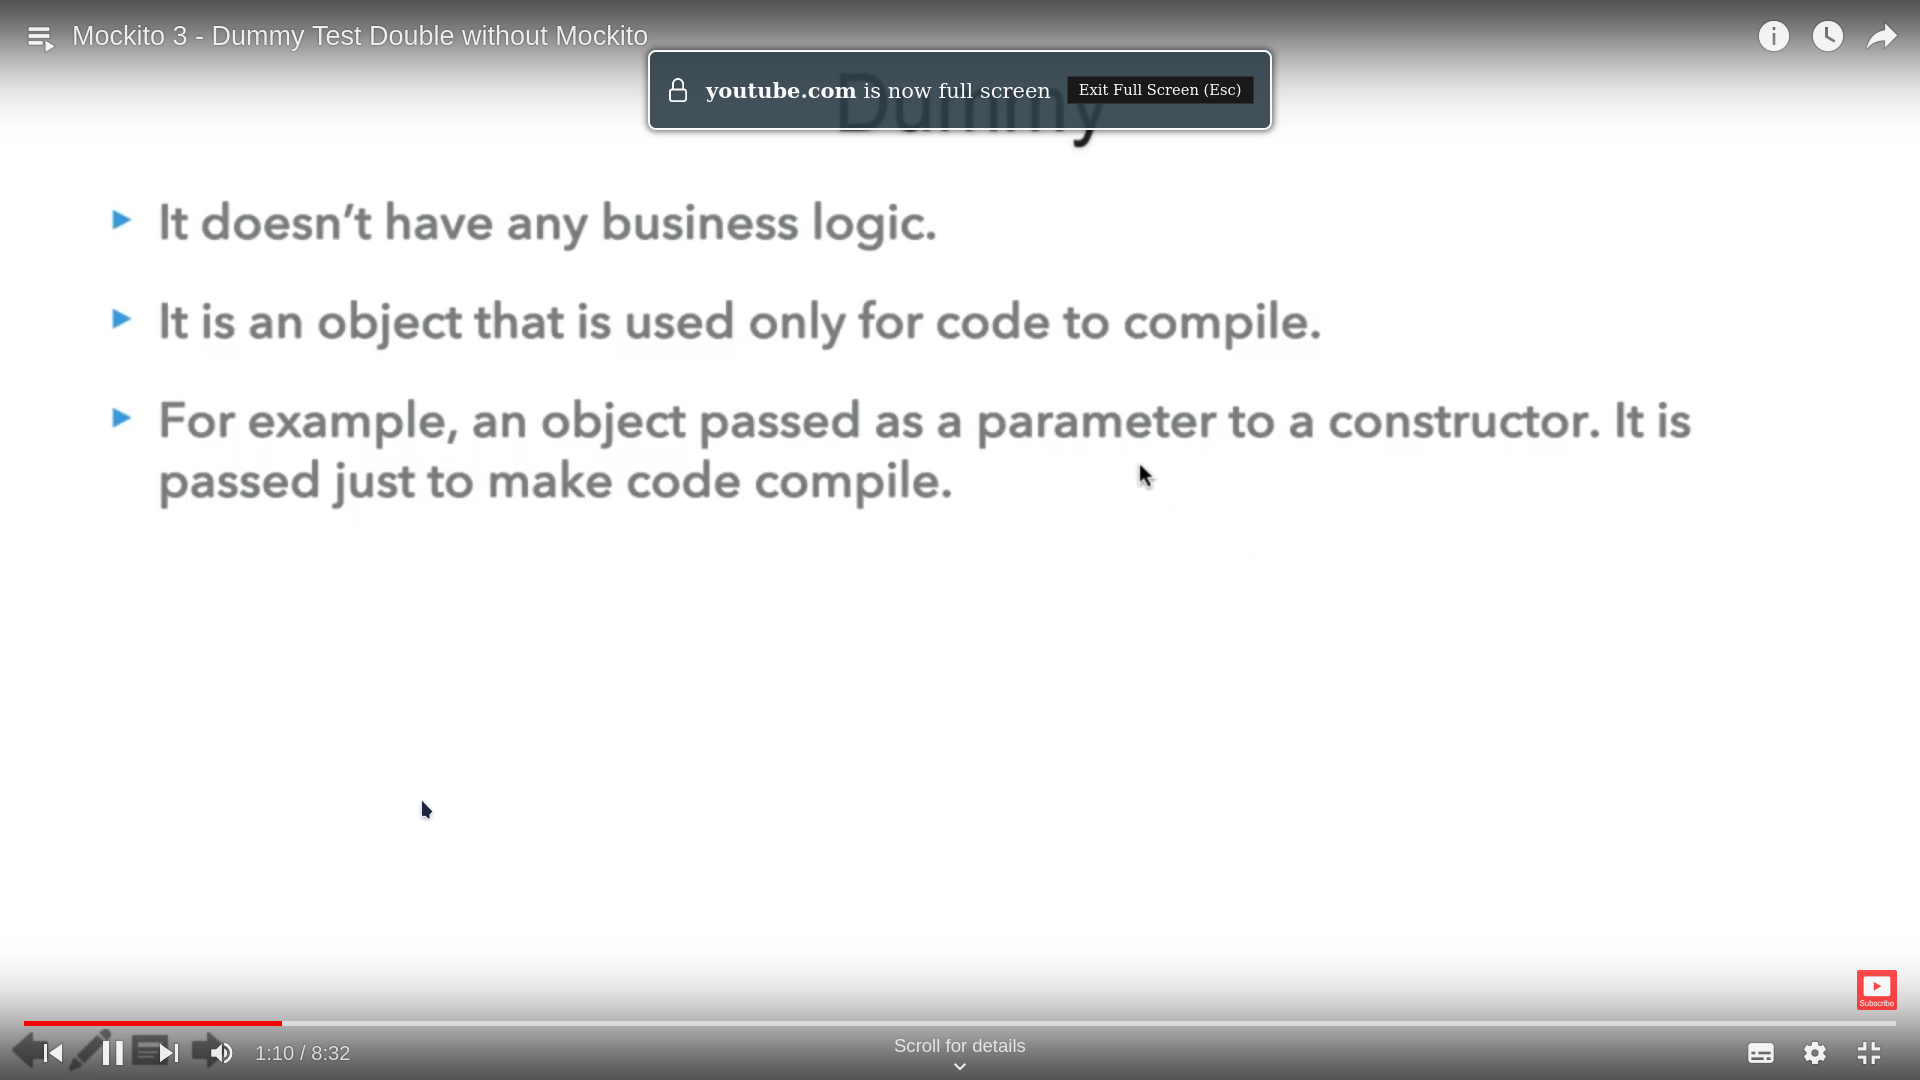 Mockito 3 - Dummy Test Double without Mockito
youtube.com is now full screen
Exit Full Screen (Esc)
Dummy
It doesn’t have any business logic.
It is an object that is used only for code to compile.
For example, an object passed as a parameter to a constructor. It is
passed just to make code compile.
Subscribe
1:10 / 8:32
Scroll for details